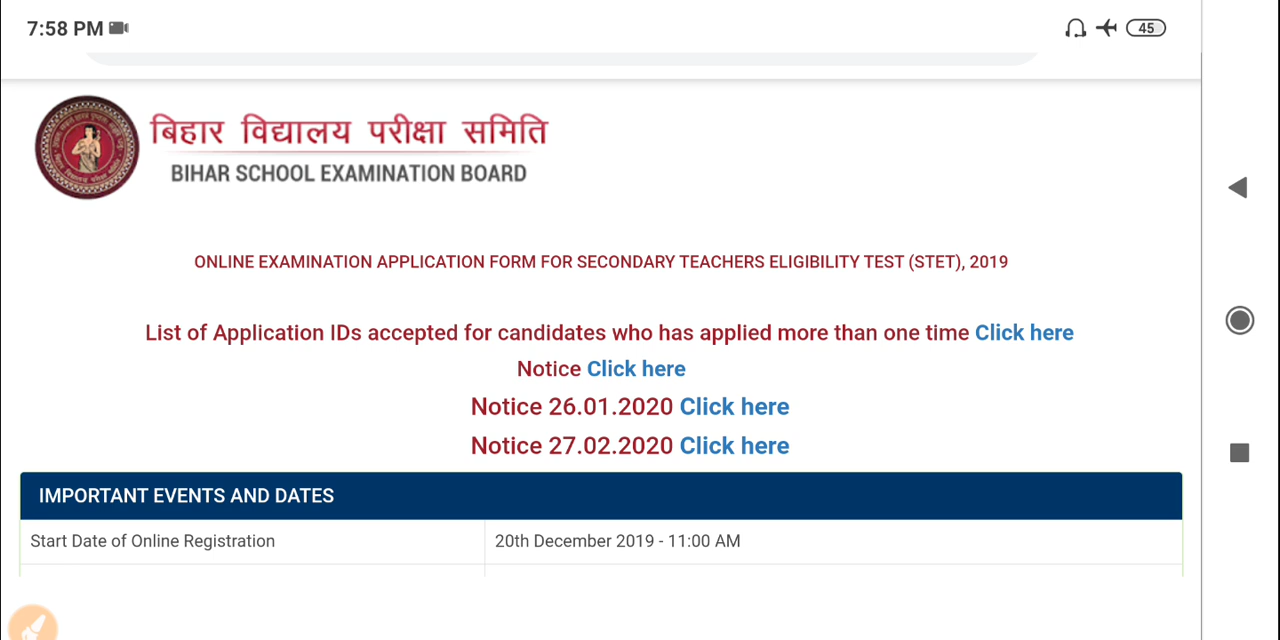 7:58 PM
45
बिहार विद्यालय परीक्षा समिति
BIHAR SCHOOL EXAMINATION BOARD
ONLINE EXAMINATION APPLICATION FORM FOR SECONDARY TEACHERS ELIGIBILITY TEST (STET), 2019
List of Application IDs accepted for candidates who has applied more than one time Click here
Notice Click here
Notice 26.01.2020 Click here
Notice 27.02.2020 Click here
IMPORTANT EVENTS AND DATES
Start Date of Online Registration 20th December 2019 - 11:00 AM